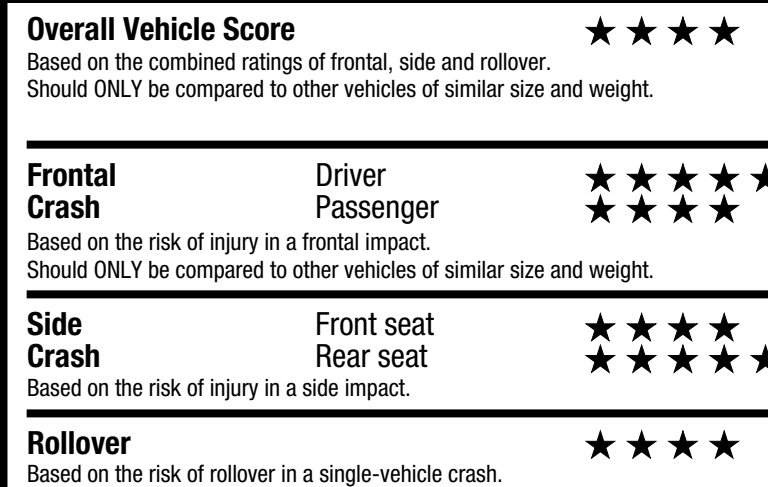 Overall Vehicle Score ★ ★ ★ ★
Based on the combined ratings of frontal, side and rollover.
Should ONLY be compared to other vehicles of similar size and weight.
Frontal Driver ★ ★ ★ ★ ★
Crash Passenger ★ ★ ★ ★
Based on the risk of injury in a frontal impact.
Should ONLY be compared to other vehicles of similar size and weight.
Side Front seat ★ ★ ★ ★
Crash Rear seat ★ ★ ★ ★ ★
Based on the risk of injury in a side impact.
Rollover ★ ★ ★ ★
Based on the risk of rollover in a single-vehicle crash.